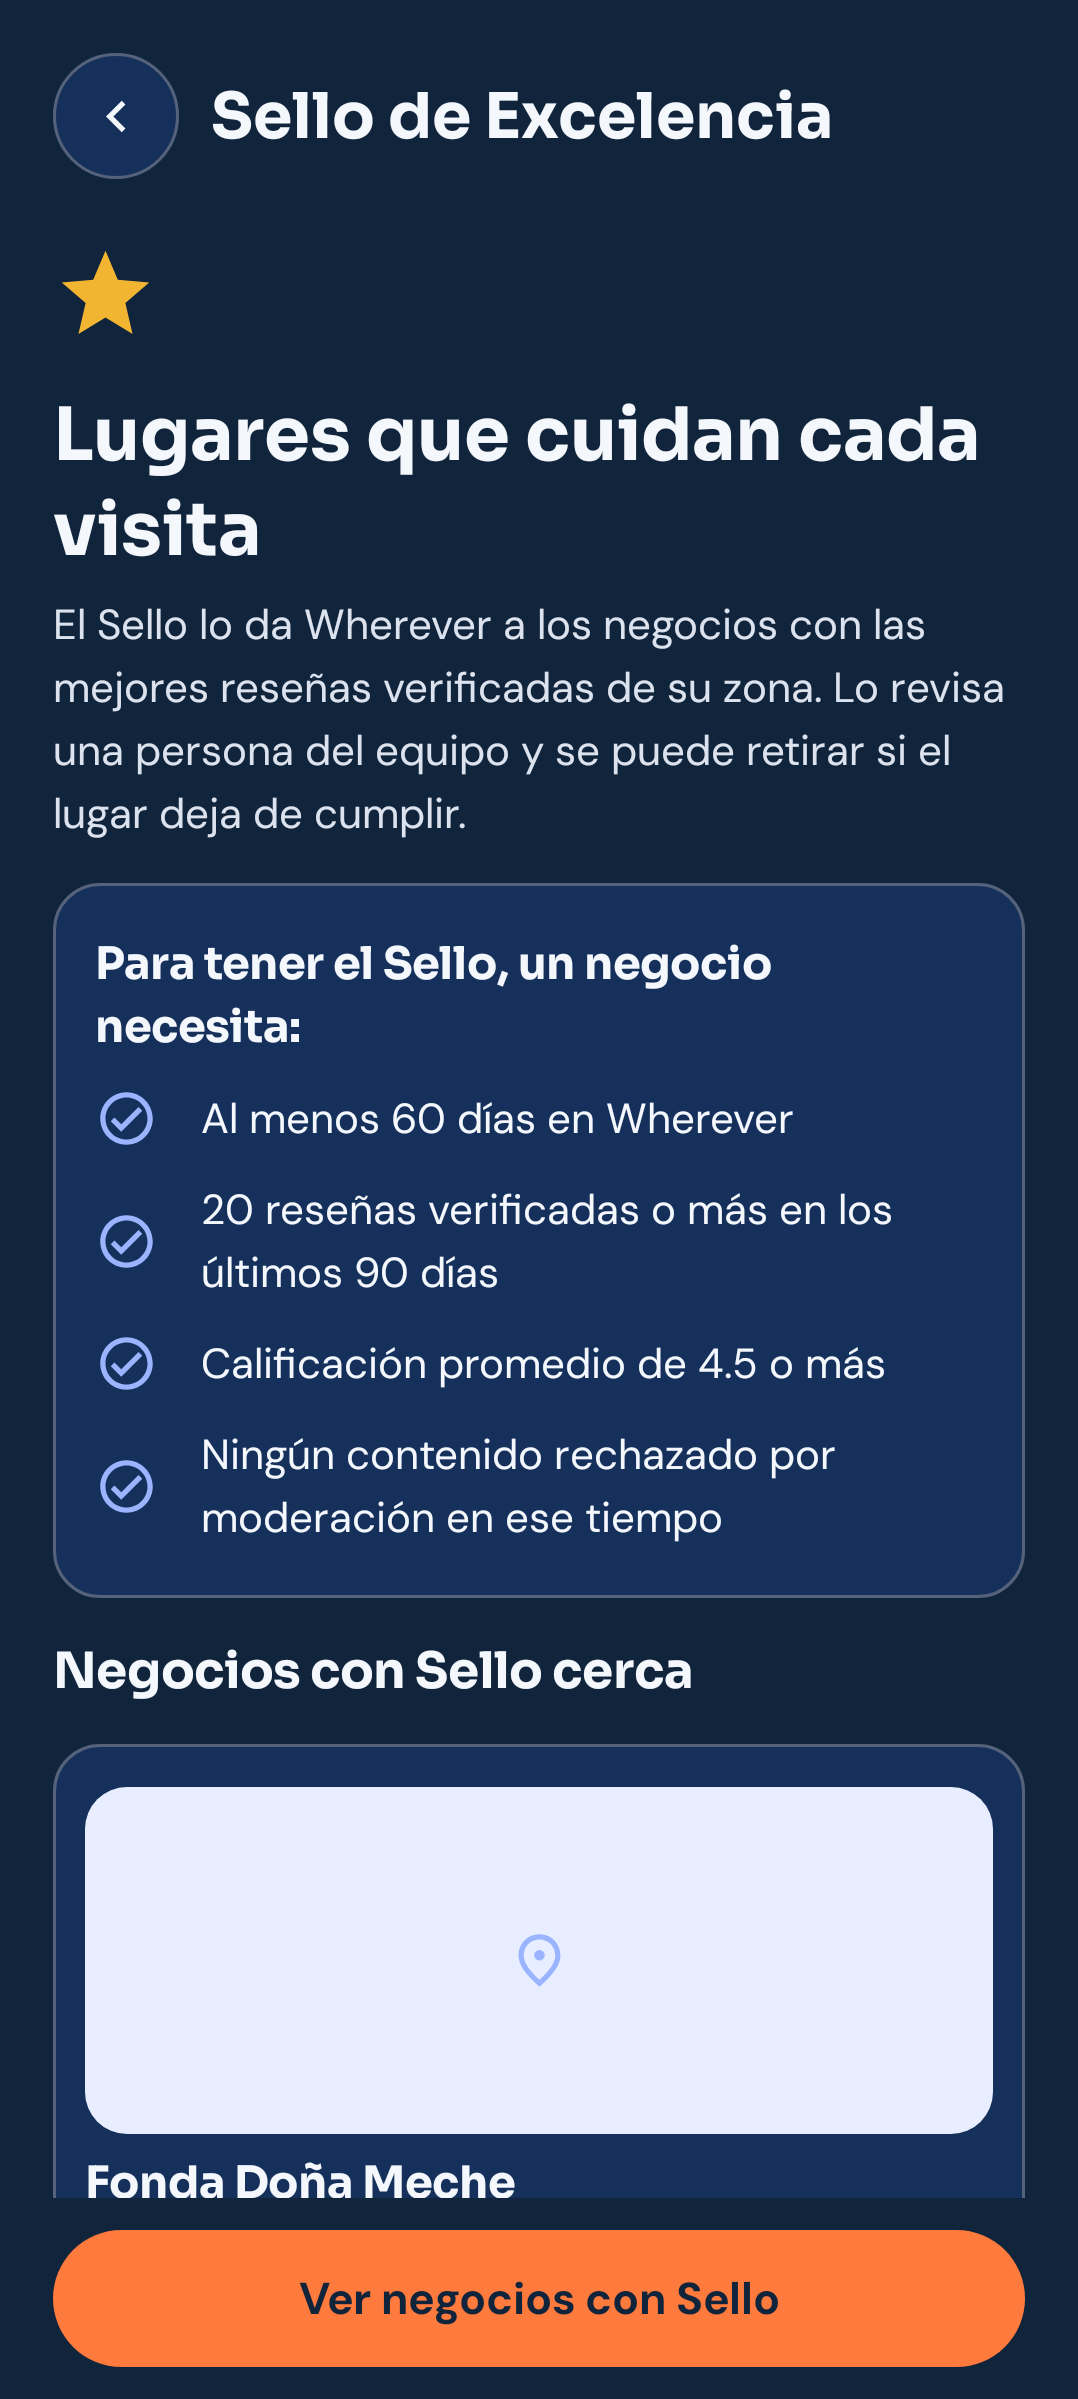 Sello de Excelencia
Lugares que cuidan cada
visita
El Sello lo da Wherever a los negocios con las
mejores reseñas verificadas de su zona. Lo revisa
una persona del equipo y se puede retirar si el
lugar deja de cumplir.
Para tener el Sello, un negocio
necesita:
Al menos 60 días en Wherever
20 reseñas verificadas o más en los
últimos 90 días
Calificación promedio de 4.5 o más
Ningún contenido rechazado por
moderación en ese tiempo
Negocios con Sello cerca
Fonda Doña Meche
Ver negocios con Sello